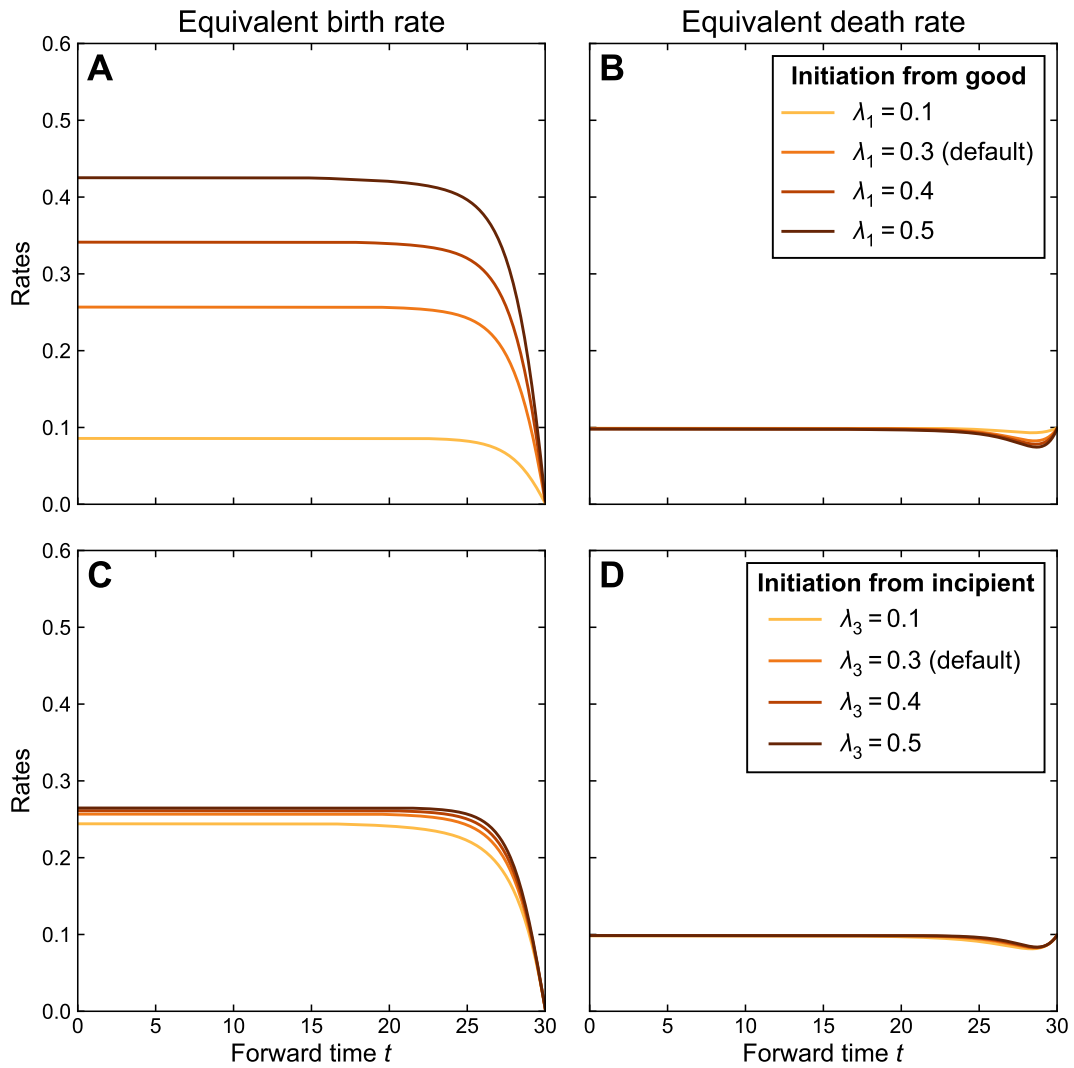 Equivalent birth rate
Equivalent death rate
A
0.6
0.5
0.4
0.3
0.2
0.1
0.0
Rates
B
Initiation from good
λ1 = 0.1
λ1 = 0.3 (default)
λ1 = 0.4
λ1 = 0.5
C
0.6
0.5
0.4
0.3
0.2
0.1
0.0
Rates
0 5 10 15 20 25 30
Forward time t
D
Initiation from incipient
λ3 = 0.1
λ3 = 0.3 (default)
λ3 = 0.4
λ3 = 0.5
0 5 10 15 20 25 30
Forward time t